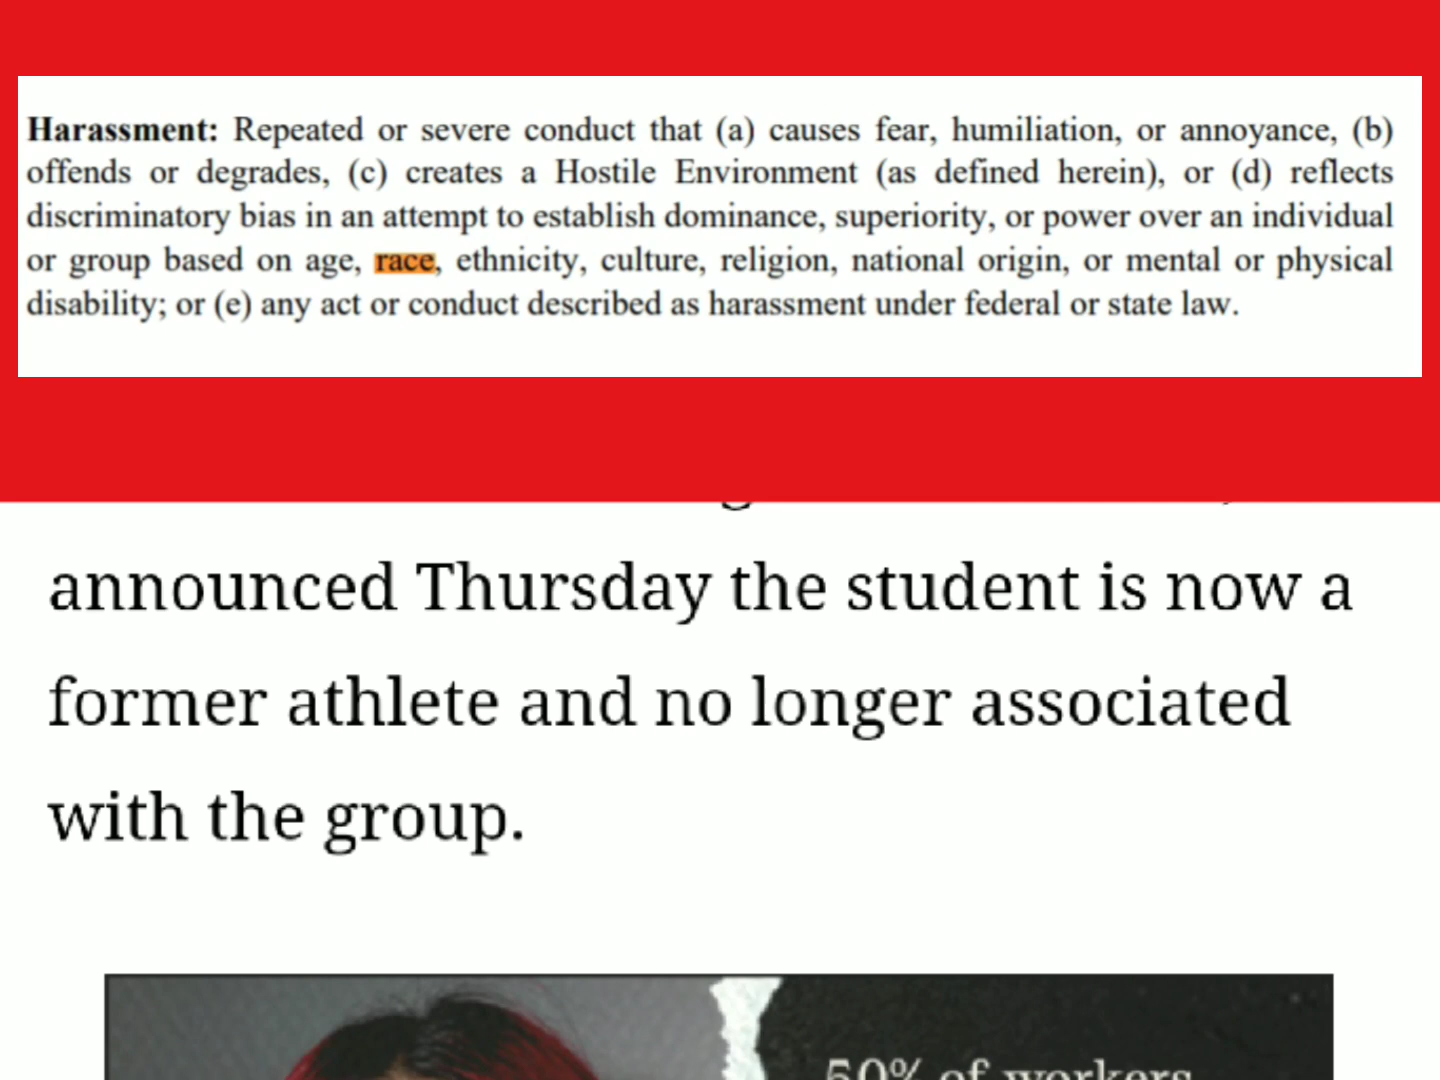 Harassment: Repeated or severe conduct that (a) causes fear, humiliation, or annoyance, (b)
offends or degrades, (c) creates a Hostile Environment (as defined herein), or (d) reflects
discriminatory bias in an attempt to establish dominance, superiority, or power over an individual
or group based on age, race, ethnicity, culture, religion, national origin, or mental or physical
disability; or (e) any act or conduct described as harassment under federal or state law.
announced Thursday the student is now a
former athlete and no longer associated
with the group.
50% of workers